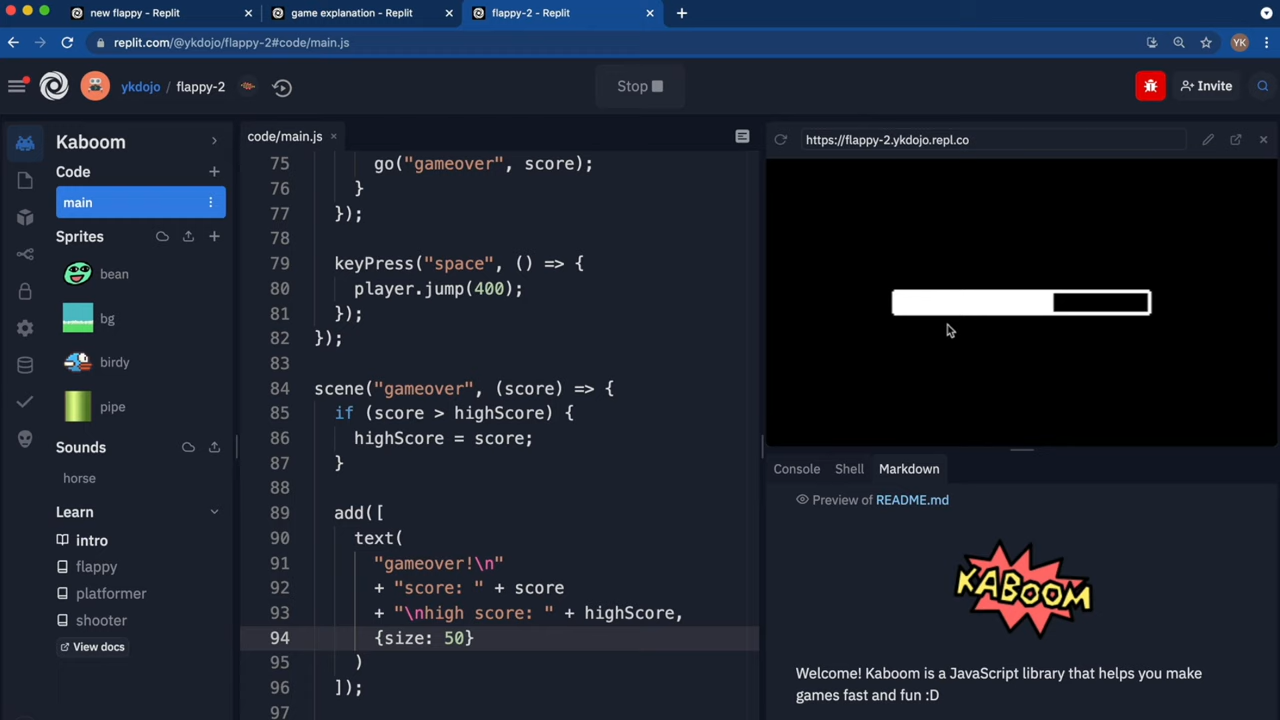 new flappy - Replit
game explanation - Replit
flappy-2 - Replit
replit.com/@ykdojo/flappy-2#code/main.js
YK
ykdojo / flappy-2
Stop
Invite
Kaboom
Code
main
Sprites
bean
bg
birdy
pipe
Sounds
horse
Learn
intro
flappy
platformer
shooter
View docs
code/main.js
75 go("gameover", score);
76 }
77 });
78
79 keyPress("space", () => {
80 player.jump(400);
81 });
82 });
83
84 scene("gameover", (score) => {
85 if (score > highScore) {
86 highScore = score;
87 }
88
89 add([
90 text(
91 "gameover!\n"
92 + "score: " + score
93 + "\nhigh score: " + highScore,
94 {size: 50}
95 )
96 ]);
97
https://flappy-2.ykdojo.repl.co
Console Shell Markdown
Preview of README.md
KABOOM
Welcome! Kaboom is a JavaScript library that helps you make
games fast and fun :D